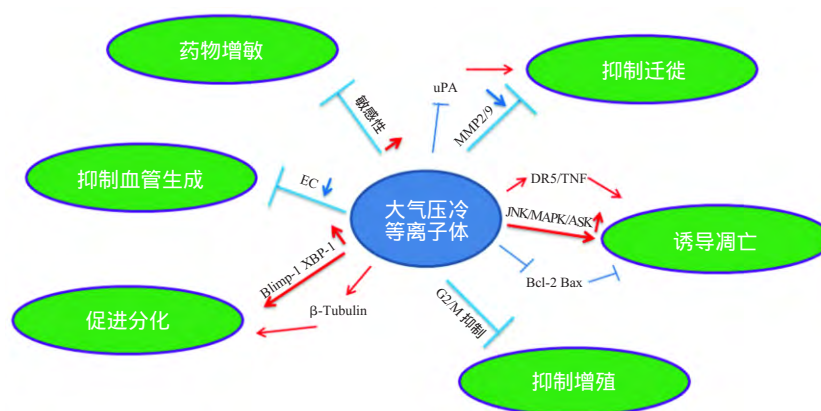 药物增敏
uPA
抑制迁徙
敏感性
MMP2/9
抑制血管生成
EC
大气压冷
等离子体
DR5/TNF
JNK/MAPK/ASK
诱导凋亡
Blimp-1 XBP-1
Bcl-2 Bax
促进分化
β-Tubulin
G2/M 抑制
抑制增殖